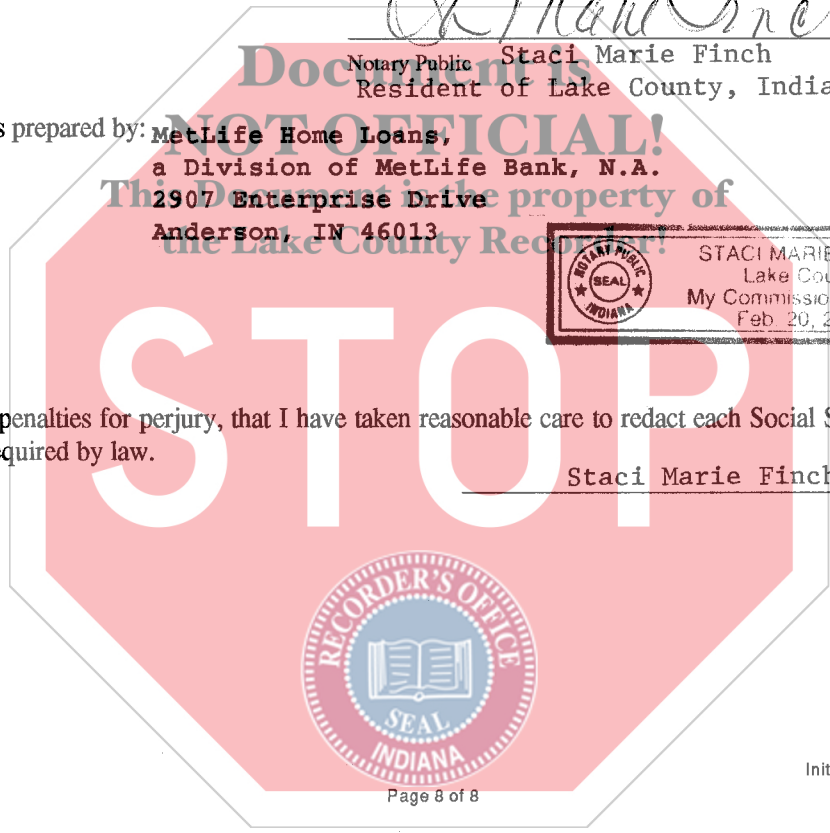 Document is
Notary Public Staci Marie Finch
Resident of Lake County, India
NOT OFFICIAL!
s prepared by: MetLife Home Loans,
a Division of MetLife Bank, N.A.
This Document is the property of
2907 Enterprise Drive
the Lake County Recorder!
Anderson, IN 46013
NOTARY PUBLIC
SEAL
INDIANA
STACI MARIE
Lake Cou
My Commissio
Feb. 20, 2
STOP
penalties for perjury, that I have taken reasonable care to redact each Social S
quired by law.
Staci Marie Finch
RECORDER'S OFFICE
SEAL
INDIANA
Init
Page 8 of 8